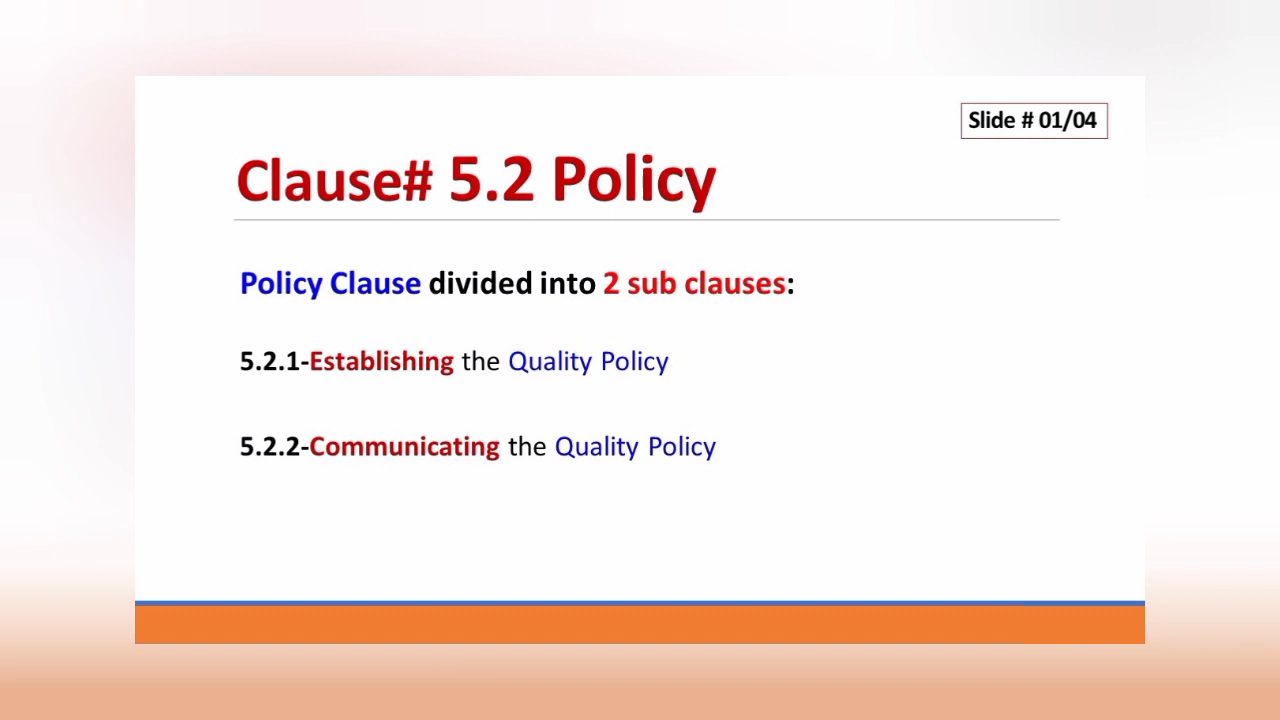 Slide # 01/04
Clause# 5.2 Policy
Policy Clause divided into 2 sub clauses:
5.2.1-Establishing the Quality Policy
5.2.2-Communicating the Quality Policy